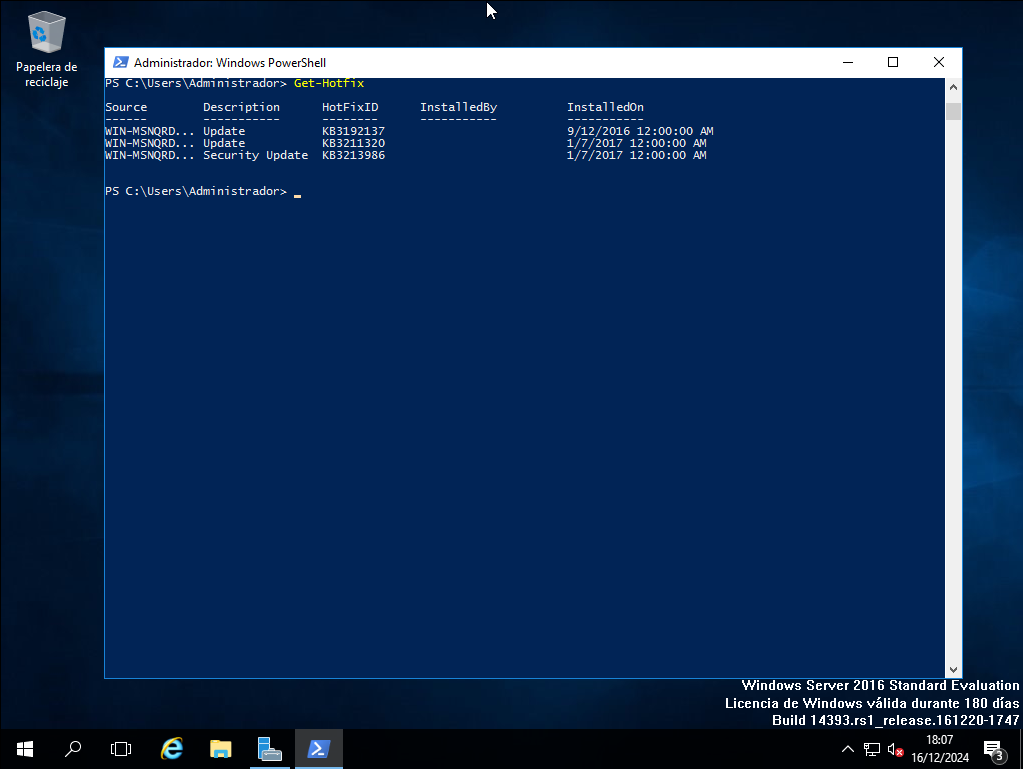 Papelera de
reciclaje
Administrador: Windows PowerShell
PS C:\Users\Administrador> Get-Hotfix
Source        Description      HotFixID      InstalledBy          InstalledOn
------        -----------      --------      -----------          -----------
WIN-MSNQRD... Update           KB3192137                          9/12/2016 12:00:00 AM
WIN-MSNQRD... Update           KB3211320                          1/7/2017 12:00:00 AM
WIN-MSNQRD... Security Update  KB3213986                          1/7/2017 12:00:00 AM
PS C:\Users\Administrador> _
Windows Server 2016 Standard Evaluation
Licencia de Windows válida durante 180 días
Build 14393.rs1_release.161220-1747
18:07
16/12/2024
3